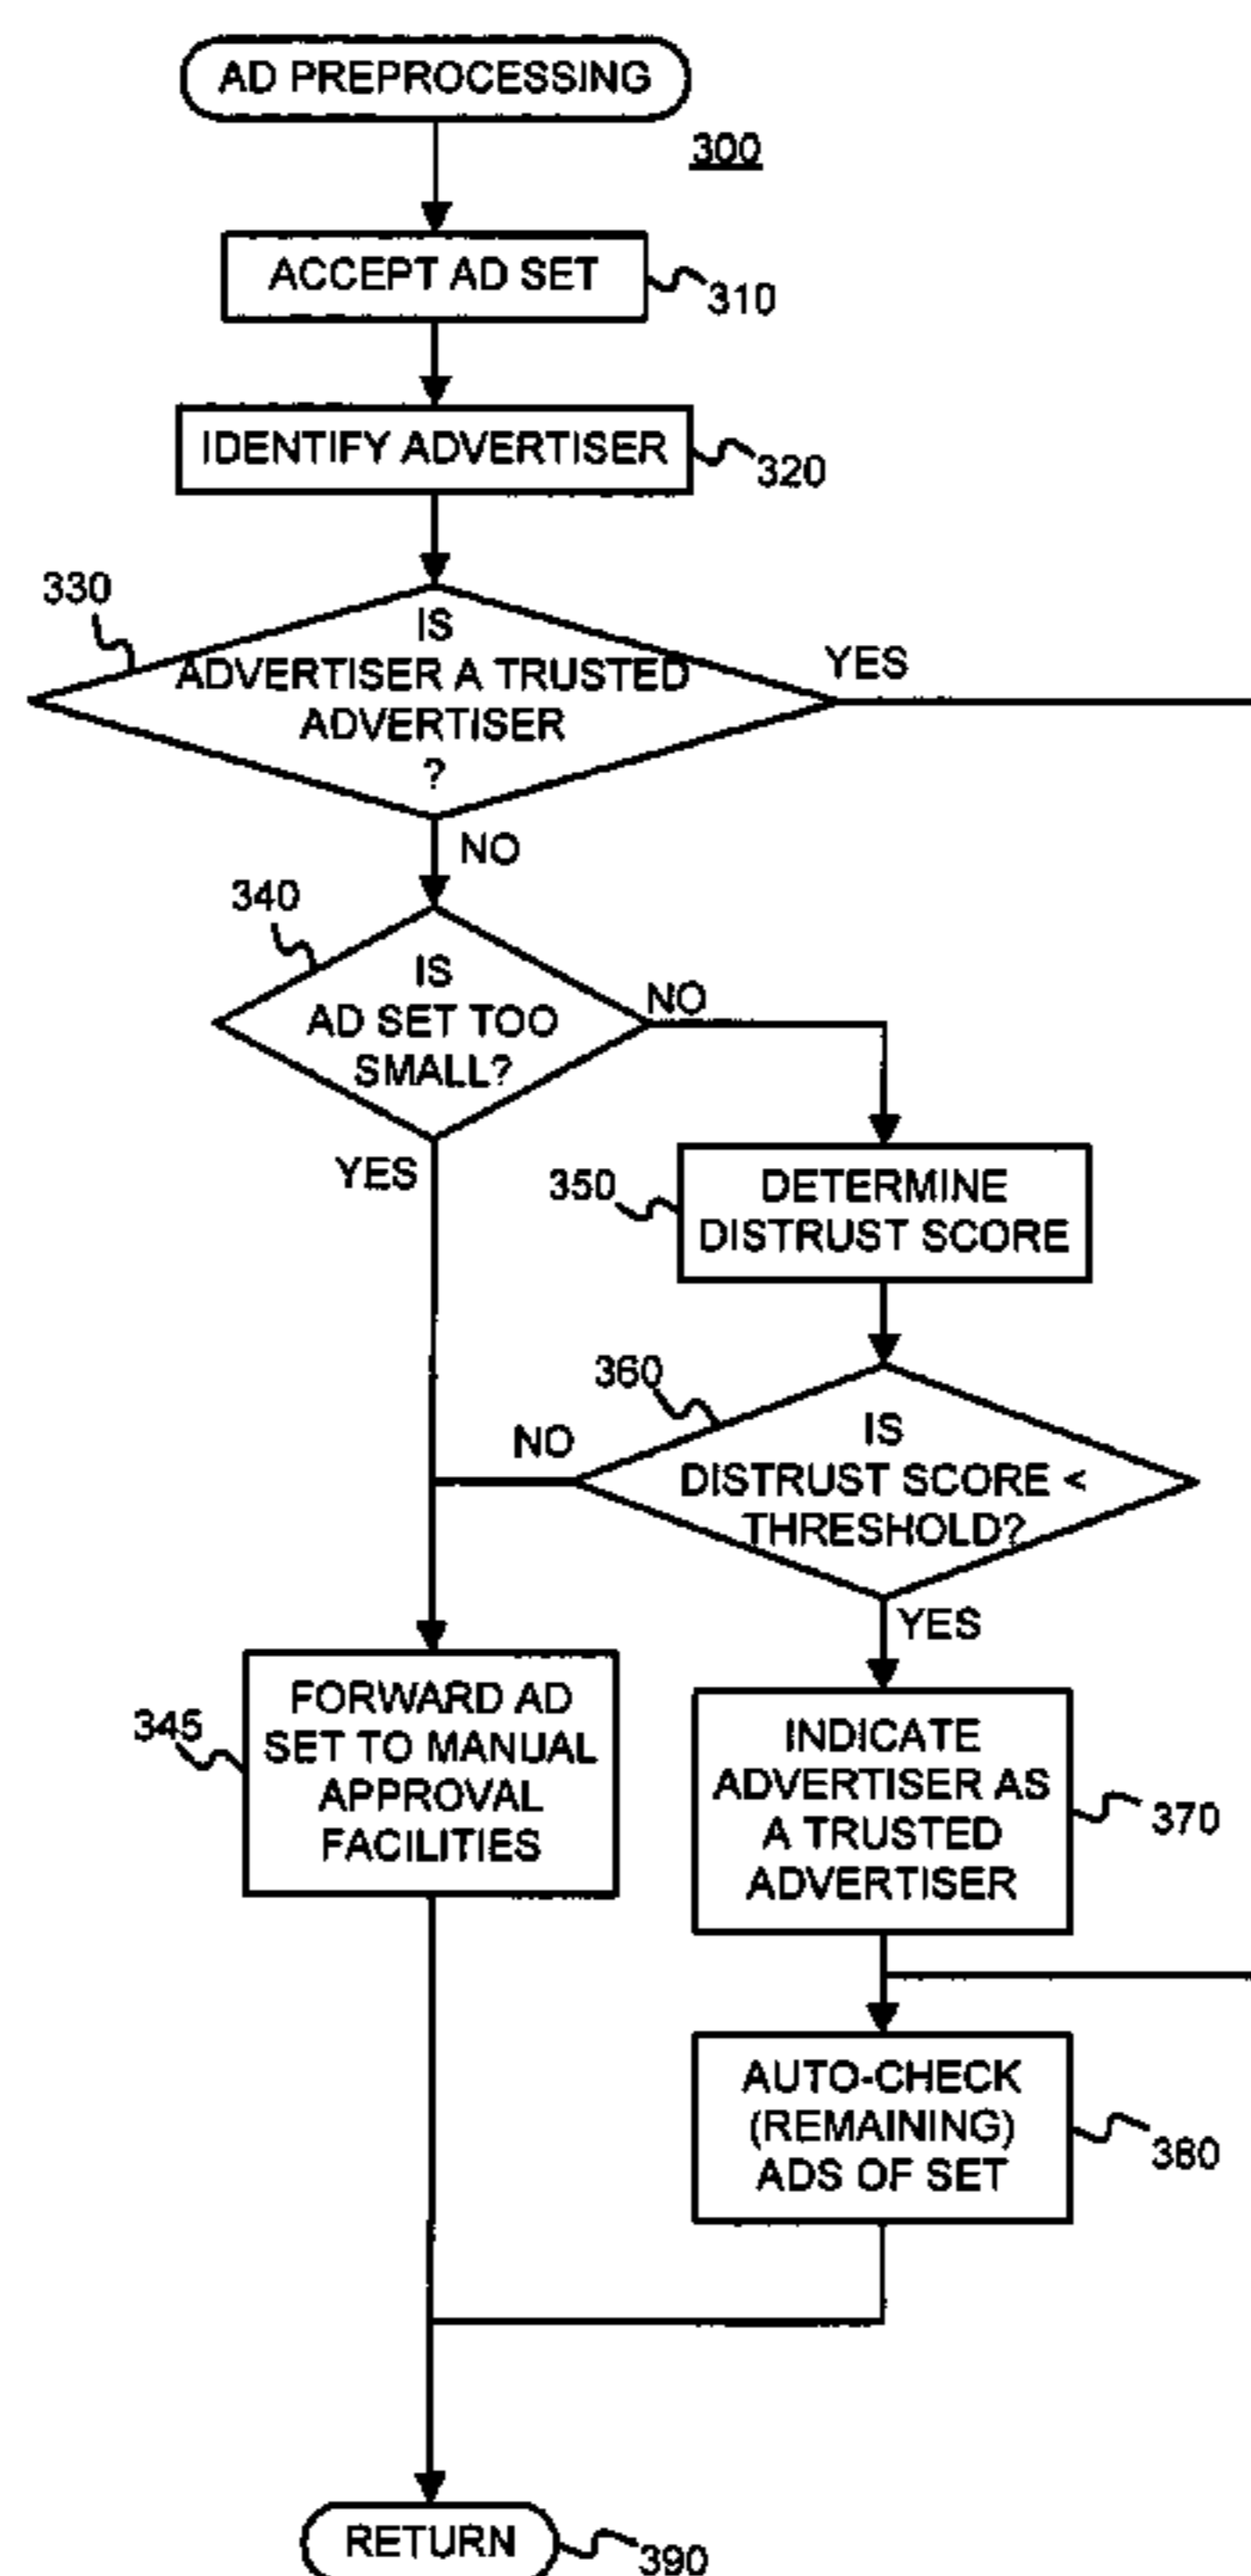 AD PREPROCESSING
300
ACCEPT AD SET
310
IDENTIFY ADVERTISER
320
330
IS
ADVERTISER A TRUSTED
ADVERTISER
?
YES
NO
340
IS
AD SET TOO
SMALL?
NO
YES
350
DETERMINE
DISTRUST SCORE
360
IS
DISTRUST SCORE <
THRESHOLD?
NO
YES
345
FORWARD AD
SET TO MANUAL
APPROVAL
FACILITIES
INDICATE
ADVERTISER AS
A TRUSTED
ADVERTISER
370
AUTO-CHECK
(REMAINING)
ADS OF SET
380
RETURN
390